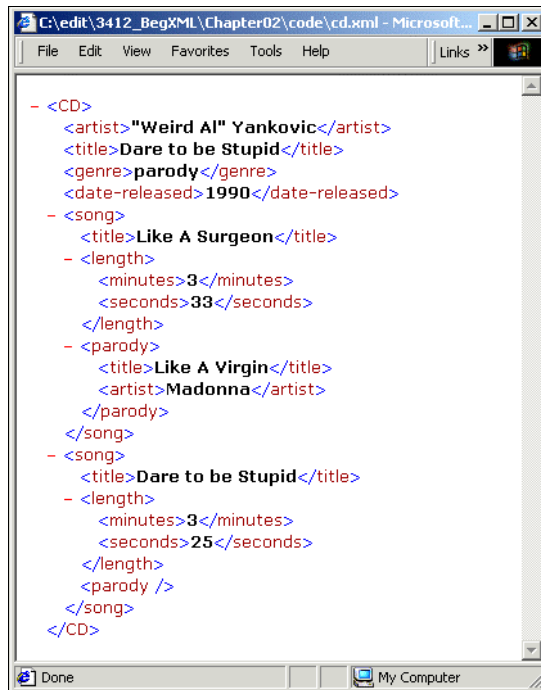 C:\edit\3412_BegXML\Chapter02\code\cd.xml - Microsoft...
File Edit View Favorites Tools Help Links »
- <CD>
<artist>"Weird Al" Yankovic</artist>
<title>Dare to be Stupid</title>
<genre>parody</genre>
<date-released>1990</date-released>
- <song>
<title>Like A Surgeon</title>
- <length>
<minutes>3</minutes>
<seconds>33</seconds>
</length>
- <parody>
<title>Like A Virgin</title>
<artist>Madonna</artist>
</parody>
</song>
- <song>
<title>Dare to be Stupid</title>
- <length>
<minutes>3</minutes>
<seconds>25</seconds>
</length>
<parody />
</song>
</CD>
Done My Computer